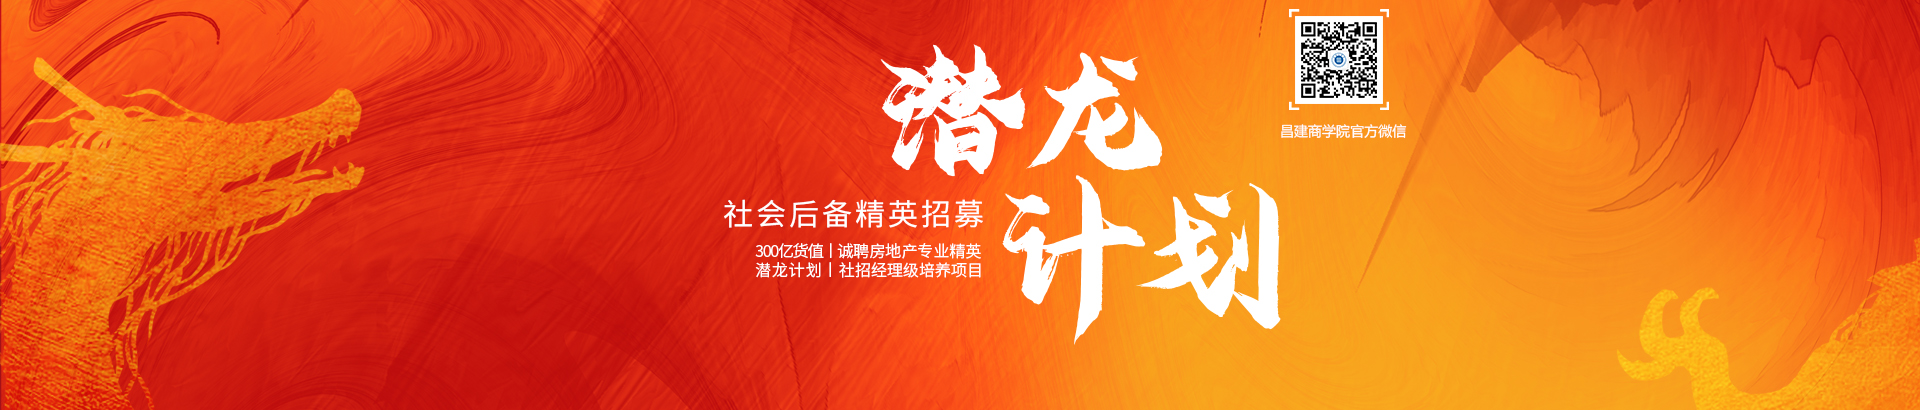 潜龙
计划
社会后备精英招募
300亿货值 | 诚聘房地产专业精英
潜龙计划 | 社招经理级培养项目
昌建商学院官方微信